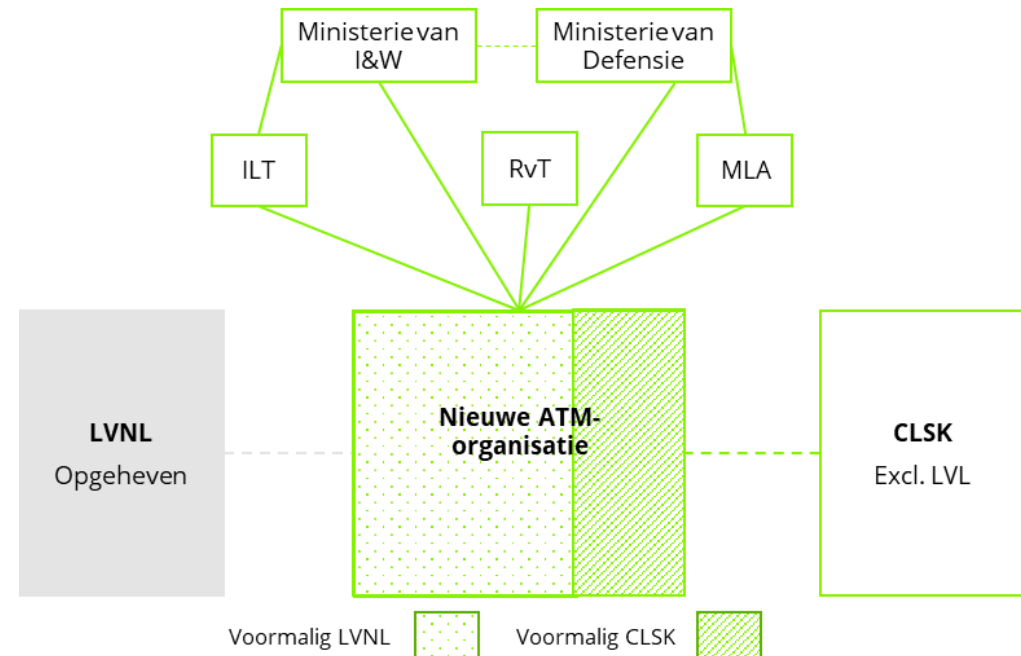 Ministerie van
I&W
Ministerie van
Defensie
ILT
RvT
MLA
LVNL
Opgeheven
Nieuwe ATM-
organisatie
CLSK
Excl. LVL
Voormalig LVNL
Voormalig CLSK